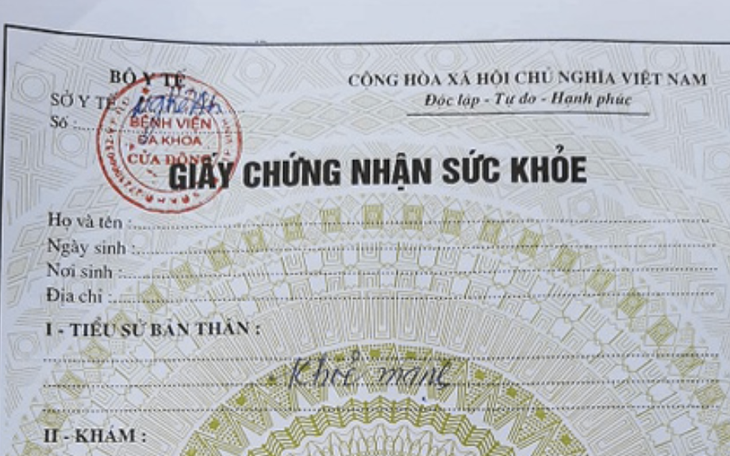 BỘ Y TẾ
CỘNG HÒA XÃ HỘI CHỦ NGHĨA VIỆT NAM
SỞ Y TẾ Nghệ An
Độc lập - Tự do - Hạnh phúc
Số :
BỆNH VIỆN
ĐA KHOA
CỬA ĐÔNG
GIẤY CHỨNG NHẬN SỨC KHỎE
Họ và tên :
Ngày sinh :
Nơi sinh :
Địa chỉ :
I - TIỂU SỬ BẢN THÂN :
Khoẻ mạnh
II - KHÁM :